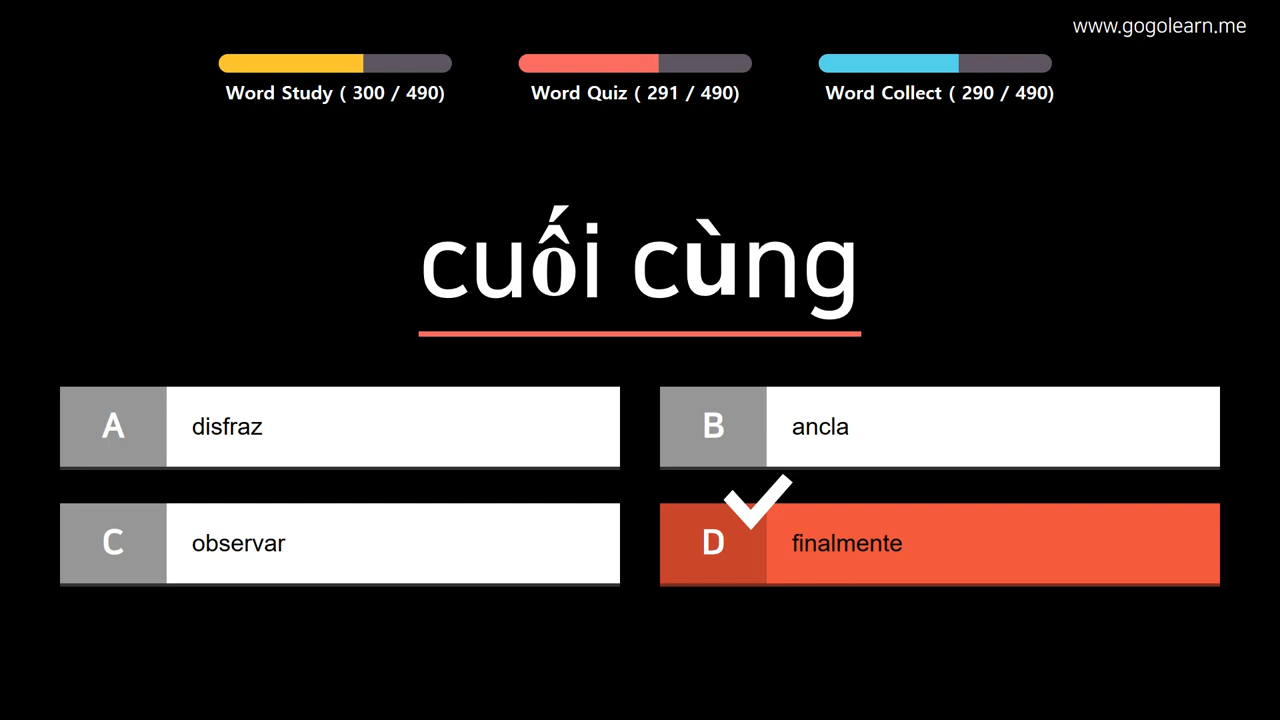 www.gogolearn.me
Word Study ( 300 / 490)
Word Quiz ( 291 / 490)
Word Collect ( 290 / 490)
cuối cùng
A disfraz
B ancla
C observar
D finalmente